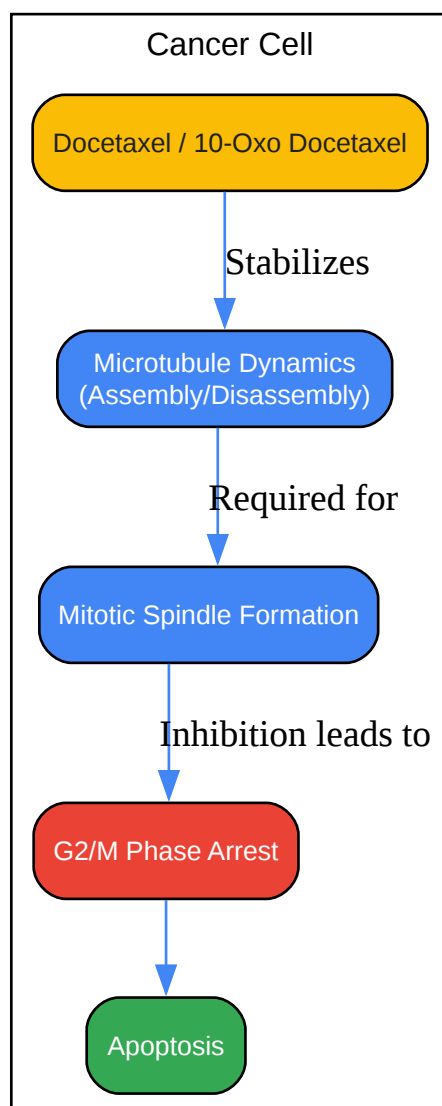 Cancer Cell
Docetaxel / 10-Oxo Docetaxel
Stabilizes
Microtubule Dynamics
(Assembly/Disassembly)
Required for
Mitotic Spindle Formation
Inhibition leads to
G2/M Phase Arrest
Apoptosis